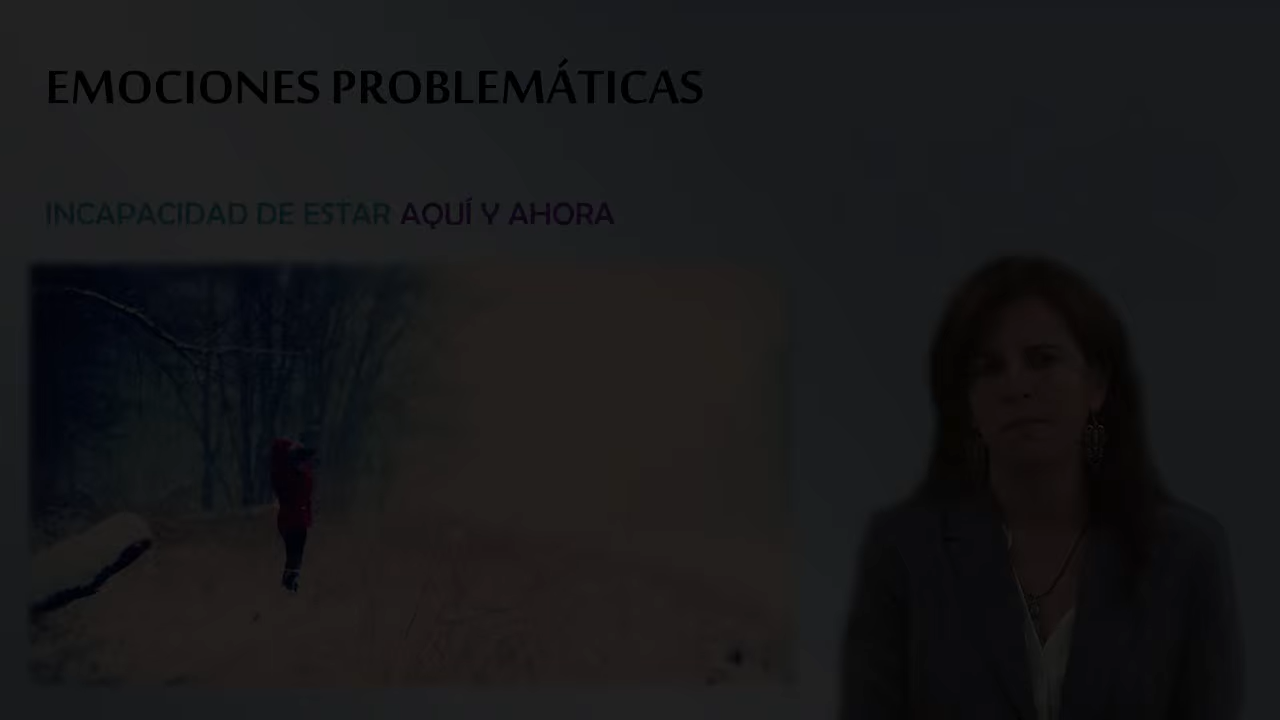 EMOCIONES PROBLEMÁTICAS
INCAPACIDAD DE ESTAR AQUÍ Y AHORA